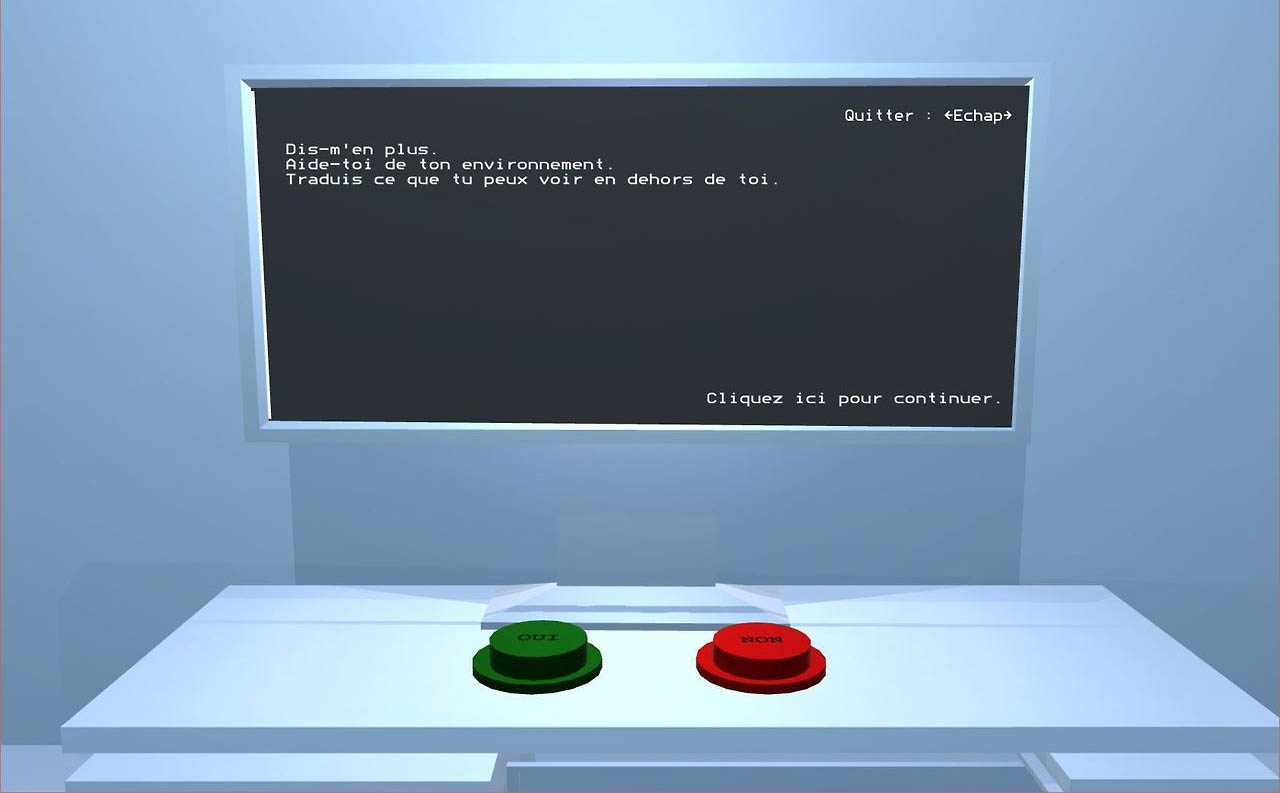 Quitter : ←Echap→
Dis-m'en plus.
Aide-toi de ton environnement.
Traduis ce que tu peux voir en dehors de toi.
Cliquez ici pour continuer.
OUI
NON